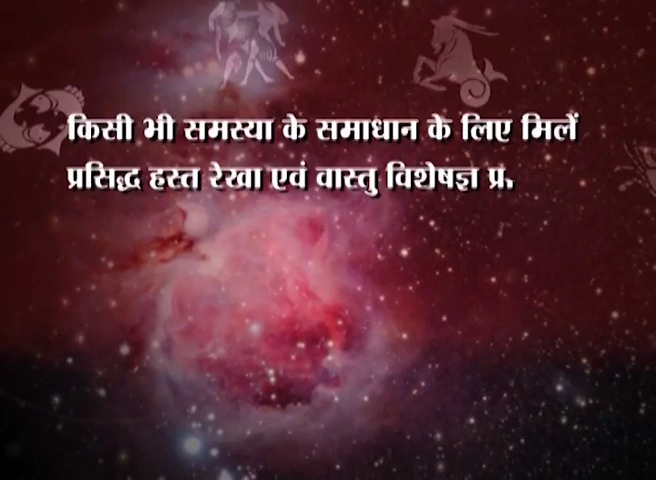 किसी भी समस्या के समाधान के लिए मिलें
प्रसिद्ध हस्त रेखा एवं वास्तु विशेषज्ञ प्र.